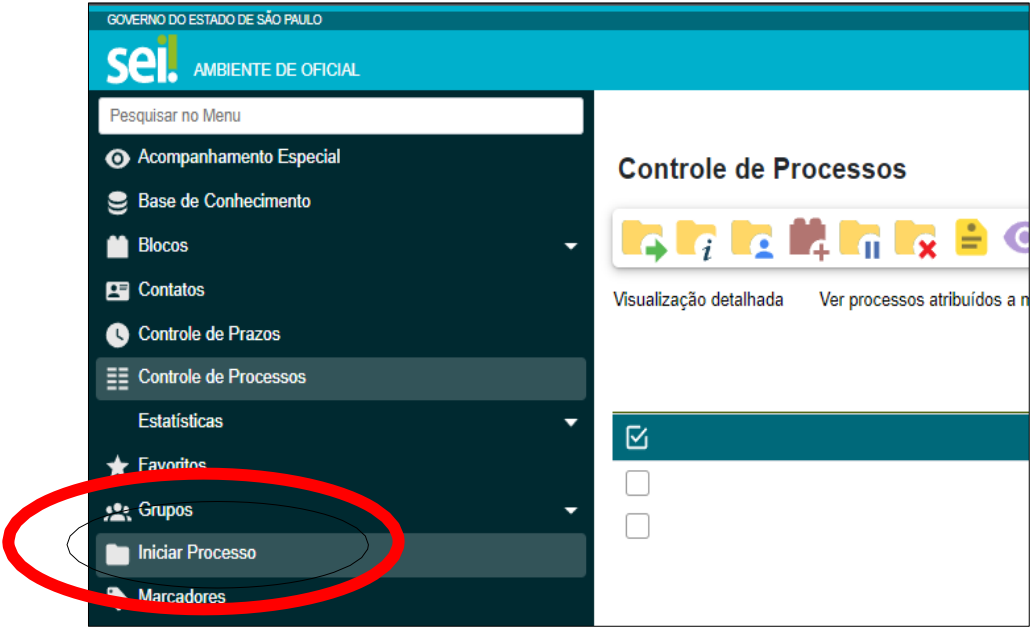 GOVERNO DO ESTADO DE SÃO PAULO
sei! AMBIENTE DE OFICIAL
Pesquisar no Menu
Acompanhamento Especial
Base de Conhecimento
Blocos
Contatos
Controle de Prazos
Controle de Processos
Estatísticas
Favoritos
Grupos
Iniciar Processo
Marcadores
Controle de Processos
Visualização detalhada Ver processos atribuídos a